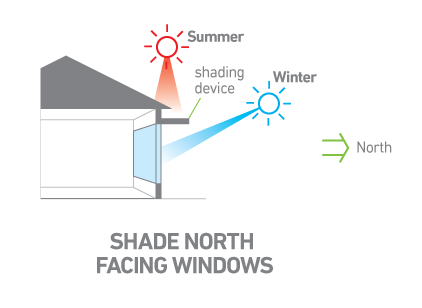 Summer
shading
device
Winter
North
SHADE NORTH
FACING WINDOWS